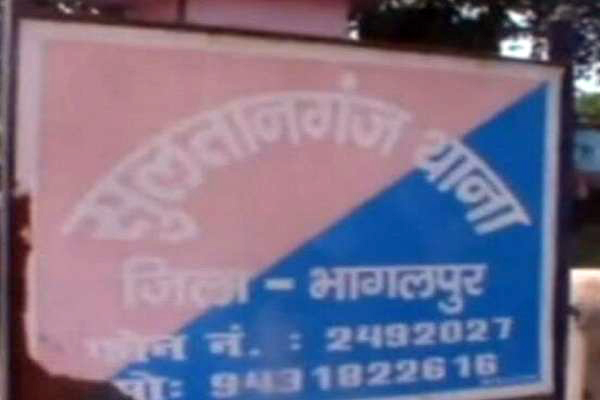 सुलतानगंज थाना
जिला - भागलपुर
फोन नं. : 2492027
मो: 9431822616